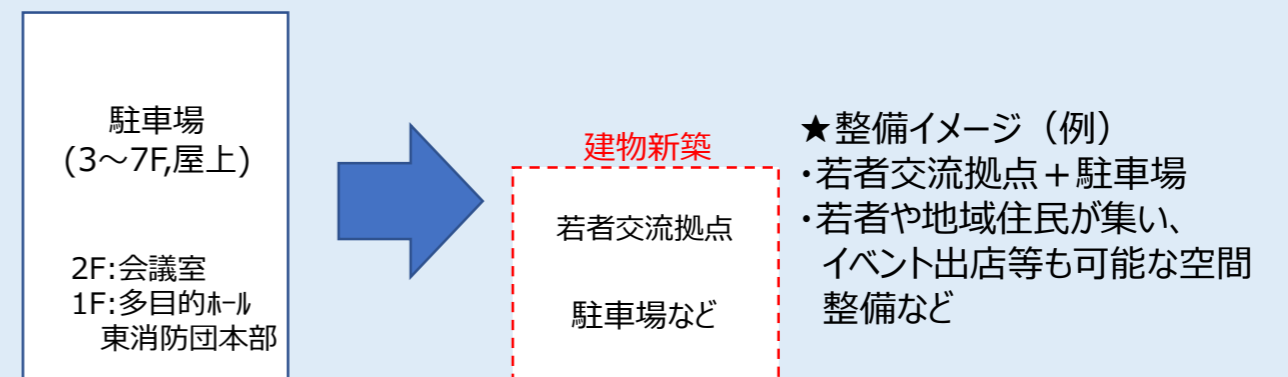 駐車場
(3～7F,屋上)
2F:会議室
1F:多目的ﾎｰﾙ
東消防団本部
建物新築
若者交流拠点
駐車場など
★整備イメージ（例）
・若者交流拠点＋駐車場
・若者や地域住民が集い、
イベント出店等も可能な空間
整備など